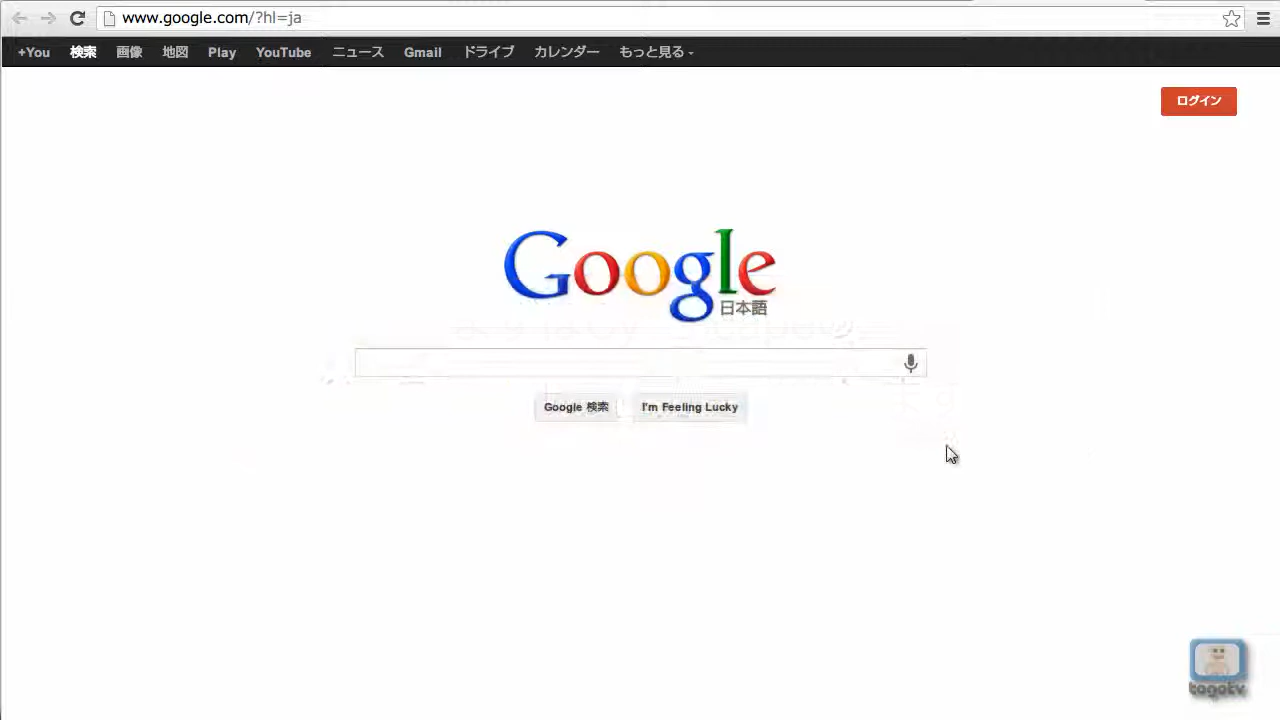 www.google.com/?hl=ja
+You 検索 画像 地図 Play YouTube ニュース Gmail ドライブ カレンダー もっと見る
ログイン
Google
日本語
Google 検索 I'm Feeling Lucky
togotv